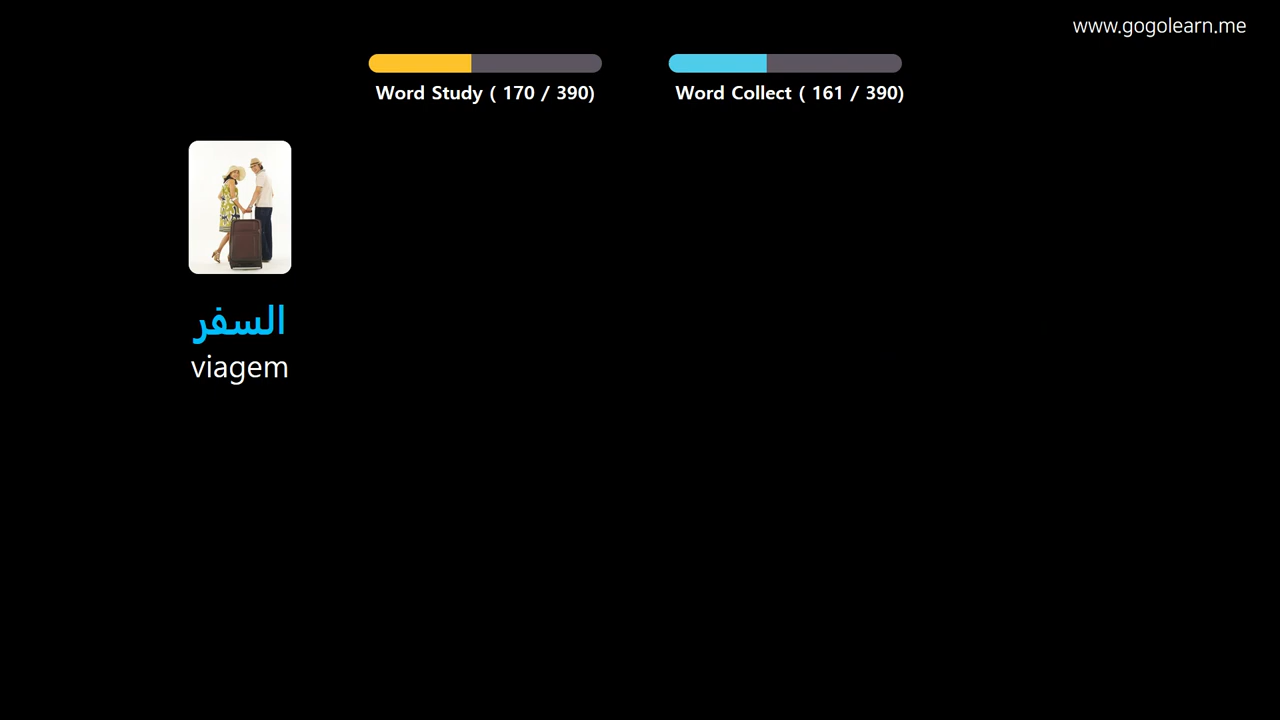 www.gogolearn.me
Word Study ( 170 / 390)
Word Collect ( 161 / 390)
السفر
viagem